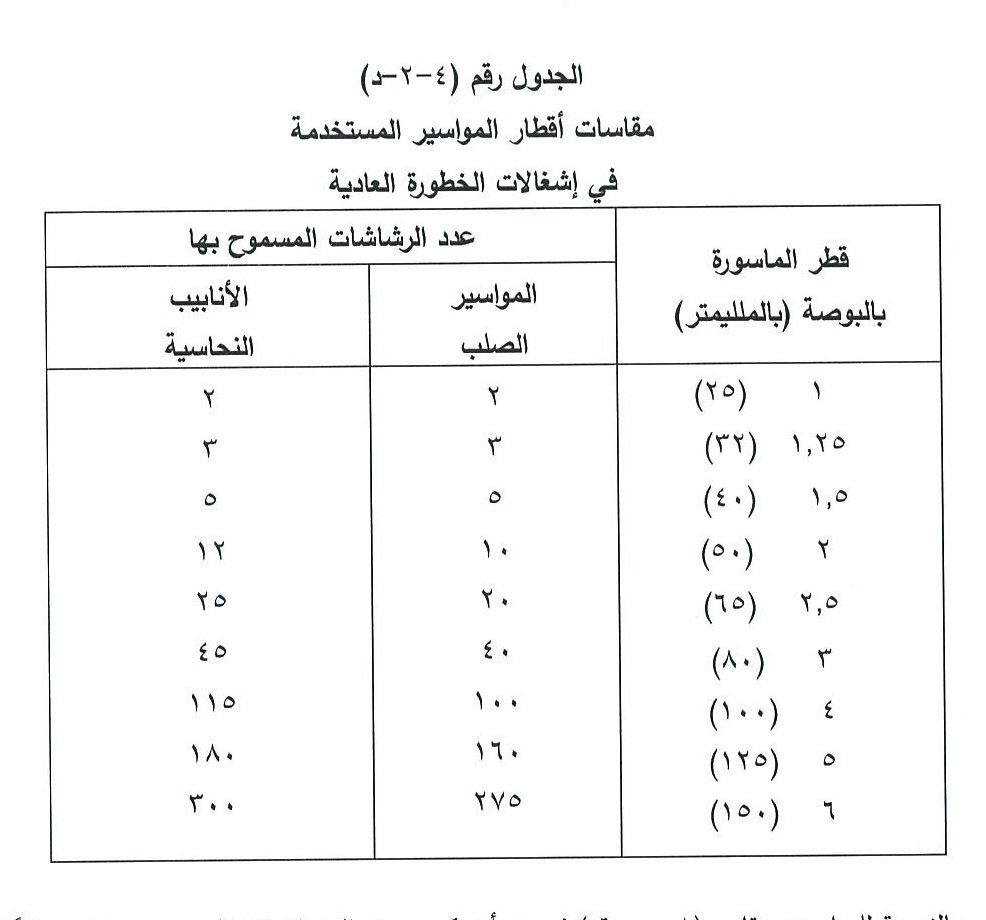 الجدول رقم (٤-٢-د)
مقاسات أقطار المواسير المستخدمة
في إشغالات الخطورة العادية
قطر الماسورة
بالبوصة (بالملليمتر)
عدد الرشاشات المسموح بها
المواسير
الصلب
الأنابيب
النحاسية
١ (٢٥) ٢ ٢
١,٢٥ (٣٢) ٣ ٣
١,٥ (٤٠) ٥ ٥
٢ (٥٠) ١٠ ١٢
٢,٥ (٦٥) ٢٠ ٢٥
٣ (٨٠) ٤٠ ٤٥
٤ (١٠٠) ١٠٠ ١١٥
٥ (١٢٥) ١٦٠ ١٨٠
٦ (١٥٠) ٢٧٥ ٣٠٠